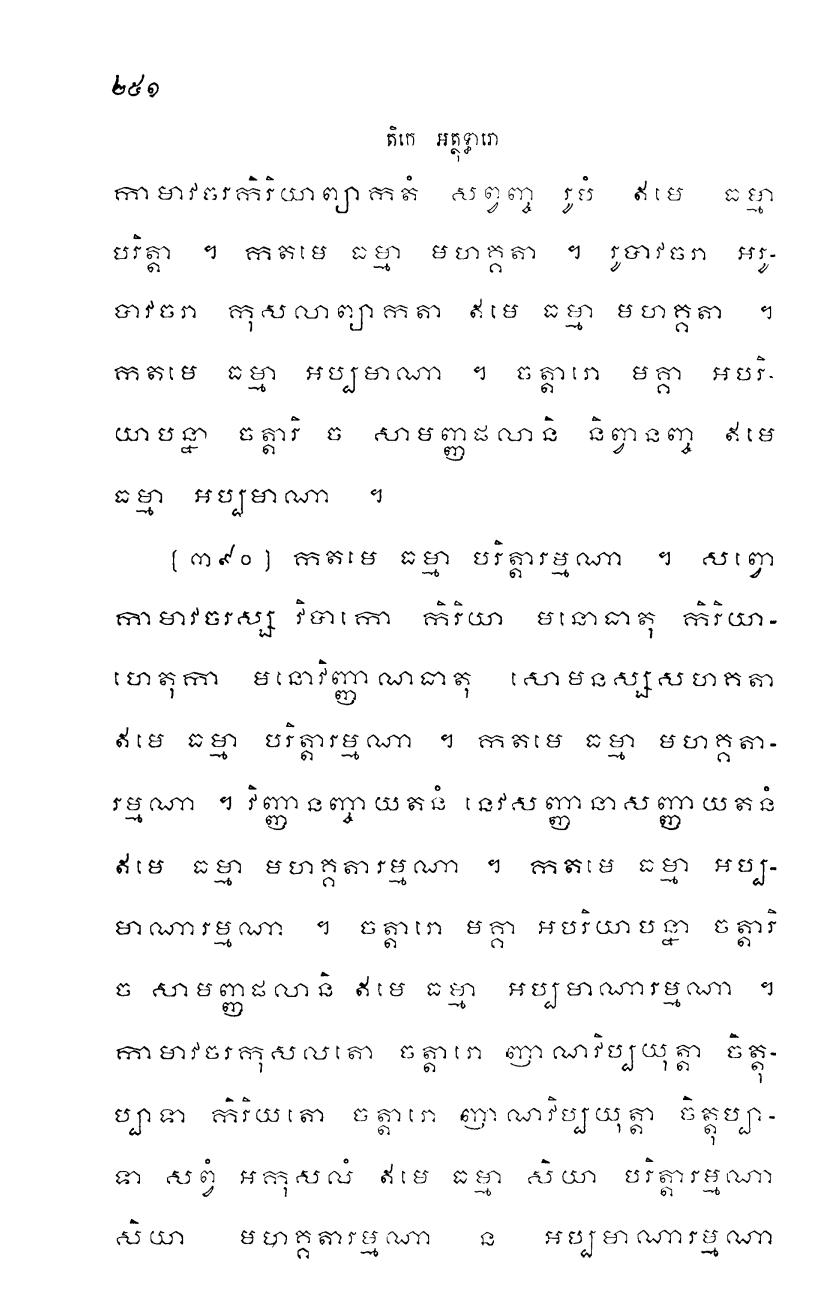 ២៥១
តិកេ អត្ថុទ្ធារោ
កាមាវចរកិរិយាព្យាកតំ សព្វញ្ច រូបំ ឥមេ ធម្មា
បរិត្តា ។ កតមេ ធម្មា មហគ្គតា ។ រូបាវចរា អរូ-
បាវចរា កុសលាព្យាកតា ឥមេ ធម្មា មហគ្គតា ។
កតមេ ធម្មា អប្បមាណា ។ ចត្តារោ មគ្គា អបរិ-
យាបន្នា ចត្តារិ ច សាមញ្ញផលានិ និព្វានញ្ច ឥមេ
ធម្មា អប្បមាណា ។
[៣៩០] កតមេ ធម្មា បរិត្តារម្មណា ។ សព្វោ
កាមាវចរស្ស វិបាកោ កិរិយា មនោធាតុ កិរិយា-
ហេតុកា មនោវិញ្ញាណធាតុ សោមនស្សសហគតា
ឥមេ ធម្មា បរិត្តារម្មណា ។ កតមេ ធម្មា មហគ្គតា-
រម្មណា ។ វិញ្ញានញ្ចាយតនំ នេវសញ្ញានាសញ្ញាយតនំ
ឥមេ ធម្មា មហគ្គតារម្មណា ។ កតមេ ធម្មា អប្ប-
មាណារម្មណា ។ ចត្តារោ មគ្គា អបរិយាបន្នា ចត្តារិ
ច សាមញ្ញផលានិ ឥមេ ធម្មា អប្បមាណារម្មណា ។
កាមាវចរកុសលតោ ចត្តារោ ញាណវិប្បយុត្តា ចិត្តុ-
ប្បាទា កិរិយតោ ចត្តារោ ញាណវិប្បយុត្តា ចិត្តុប្បា-
ទា សព្វំ អកុសលំ ឥមេ ធម្មា សិយា បរិត្តារម្មណា
សិយា មហគ្គតារម្មណា ន អប្បមាណារម្មណា